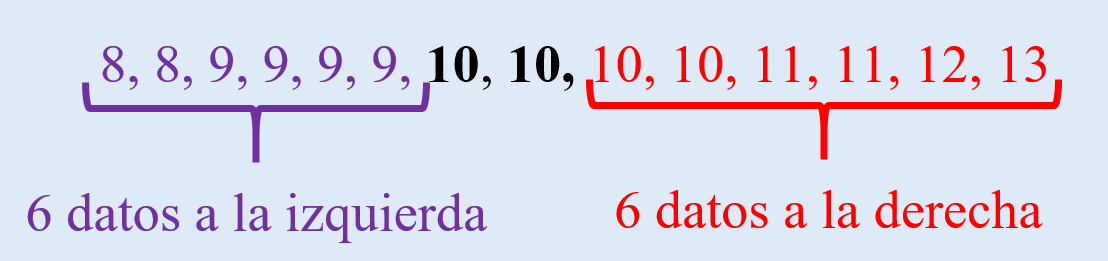 8, 8, 9, 9, 9, 9, 10, 10, 10, 10, 11, 11, 12, 13
6 datos a la izquierda
6 datos a la derecha